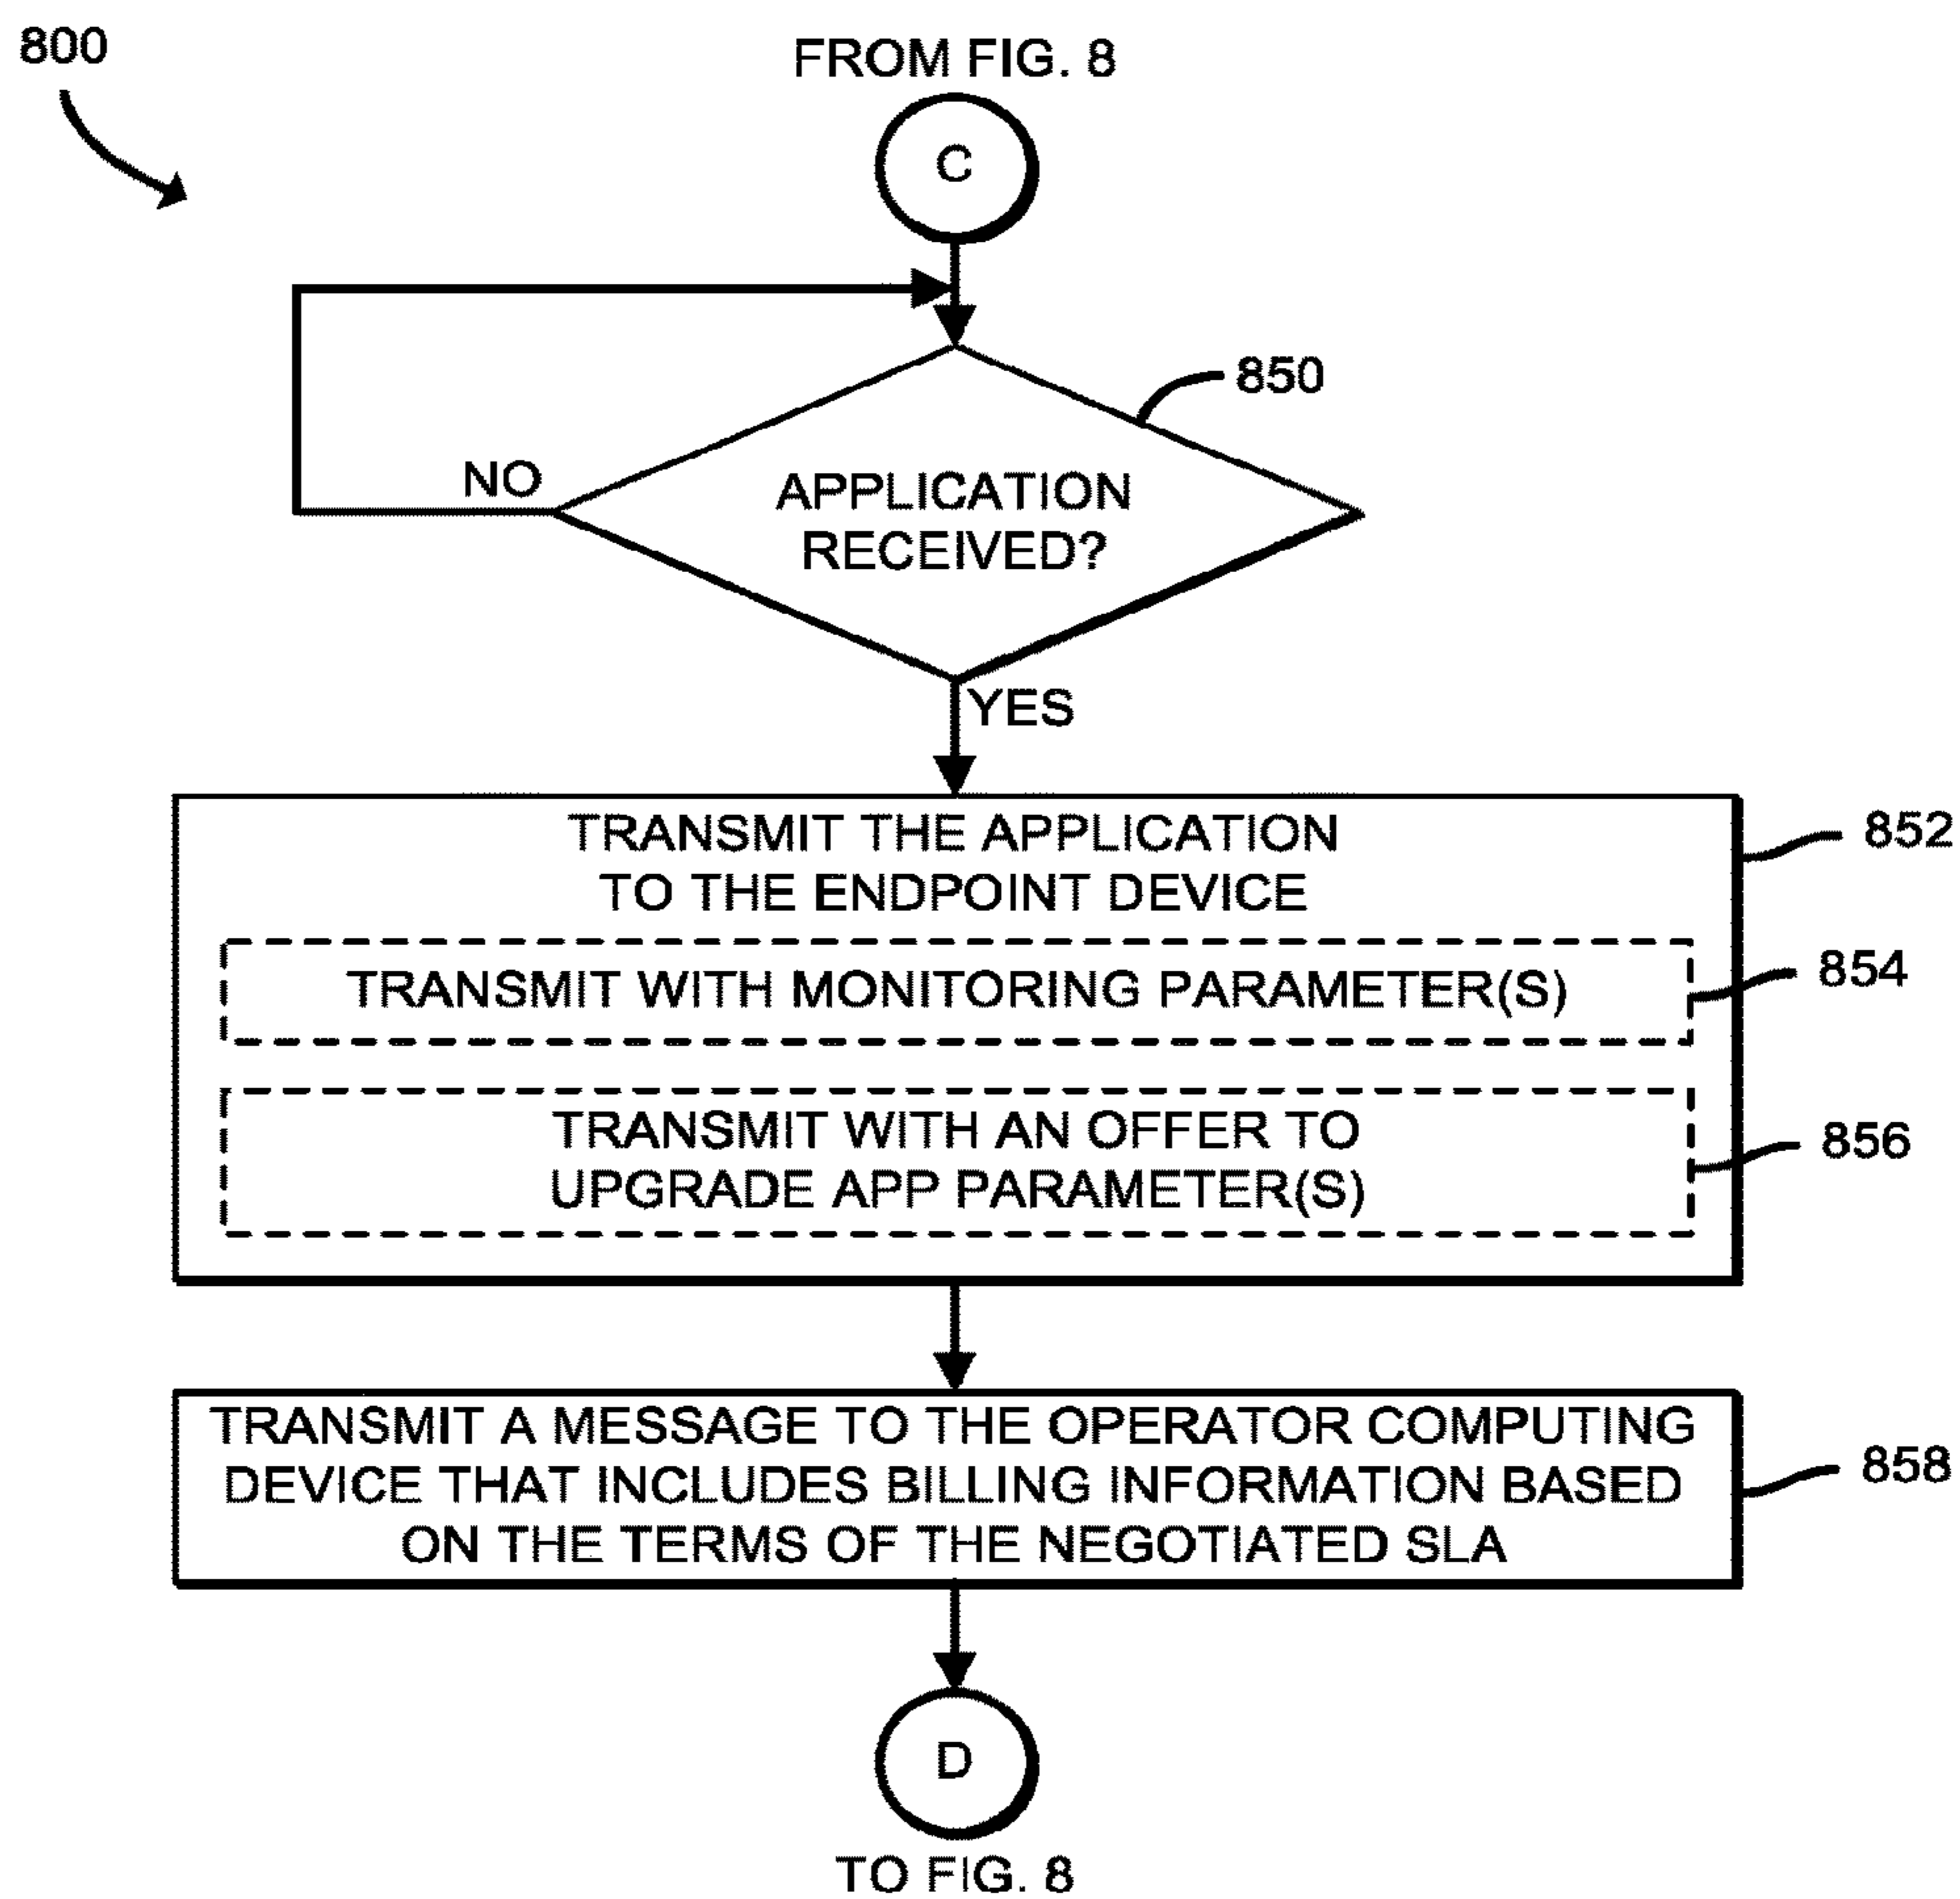 800
FROM FIG. 8
C
850
APPLICATION
RECEIVED?
NO
YES
TRANSMIT THE APPLICATION
TO THE ENDPOINT DEVICE
852
TRANSMIT WITH MONITORING PARAMETER(S)
854
TRANSMIT WITH AN OFFER TO
UPGRADE APP PARAMETER(S)
856
TRANSMIT A MESSAGE TO THE OPERATOR COMPUTING
DEVICE THAT INCLUDES BILLING INFORMATION BASED
ON THE TERMS OF THE NEGOTIATED SLA
858
D
TO FIG. 8